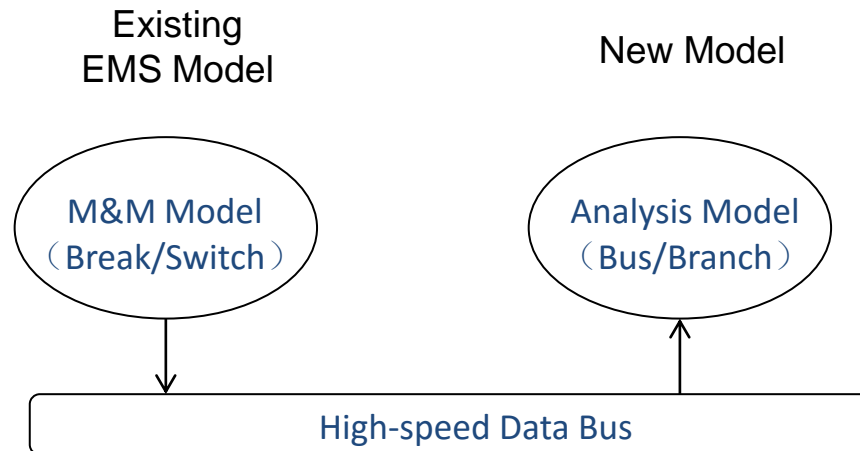 Existing
EMS Model
New Model
M&M Model
（Break/Switch）
Analysis Model
（Bus/Branch）
High-speed Data Bus